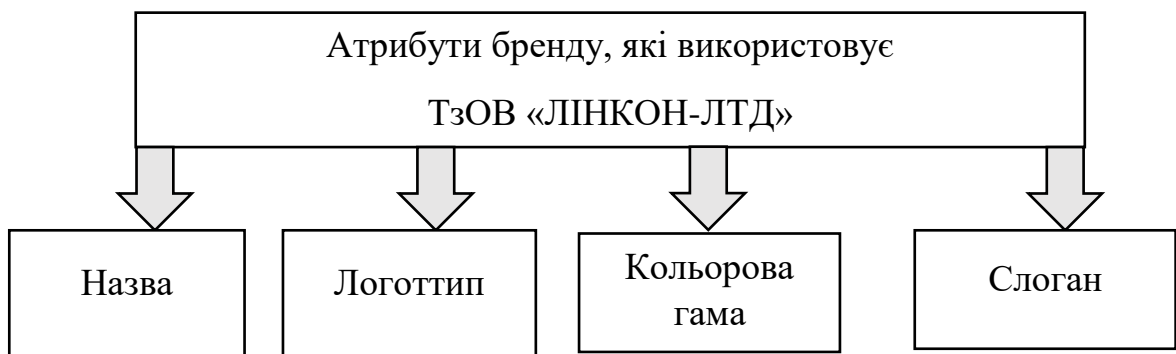 Атрибути бренду, які використовує
ТзОВ «ЛІНКОН-ЛТД»
Назва
Логоттип
Кольорова
гама
Слоган